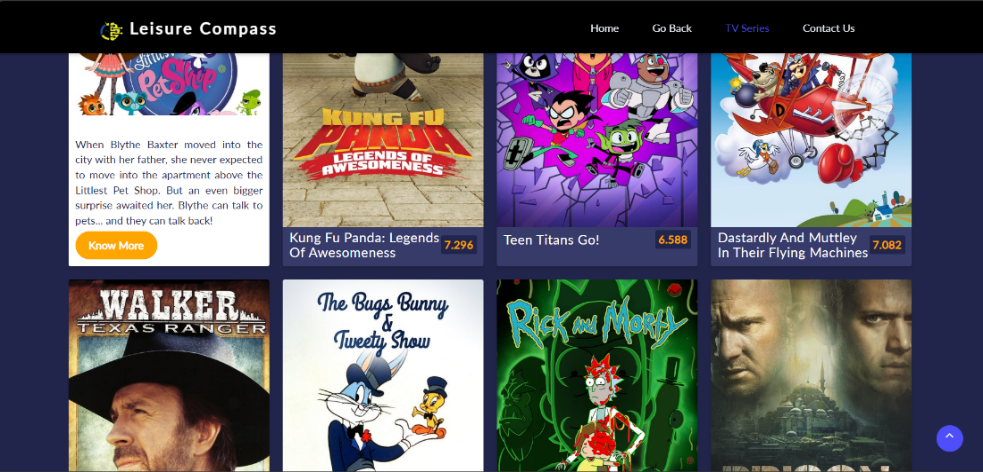 Leisure Compass
Home
Go Back
TV Series
Contact Us
Littlest
Pet Shop
When Blythe Baxter moved into the
city with her father, she never expected
to move into the apartment above the
Littlest Pet Shop. But an even bigger
surprise awaited her. Blythe can talk to
pets... and they can talk back!
Know More
KUNG FU
PANDA
LEGENDS OF
AWESOMENESS
Kung Fu Panda: Legends
Of Awesomeness
7.296
Teen Titans Go!
6.588
D
Dastardly And Muttley
In Their Flying Machines
7.082
WALKER
TEXAS RANGER
The Bugs Bunny
&
Tweety Show
Rick and Morty